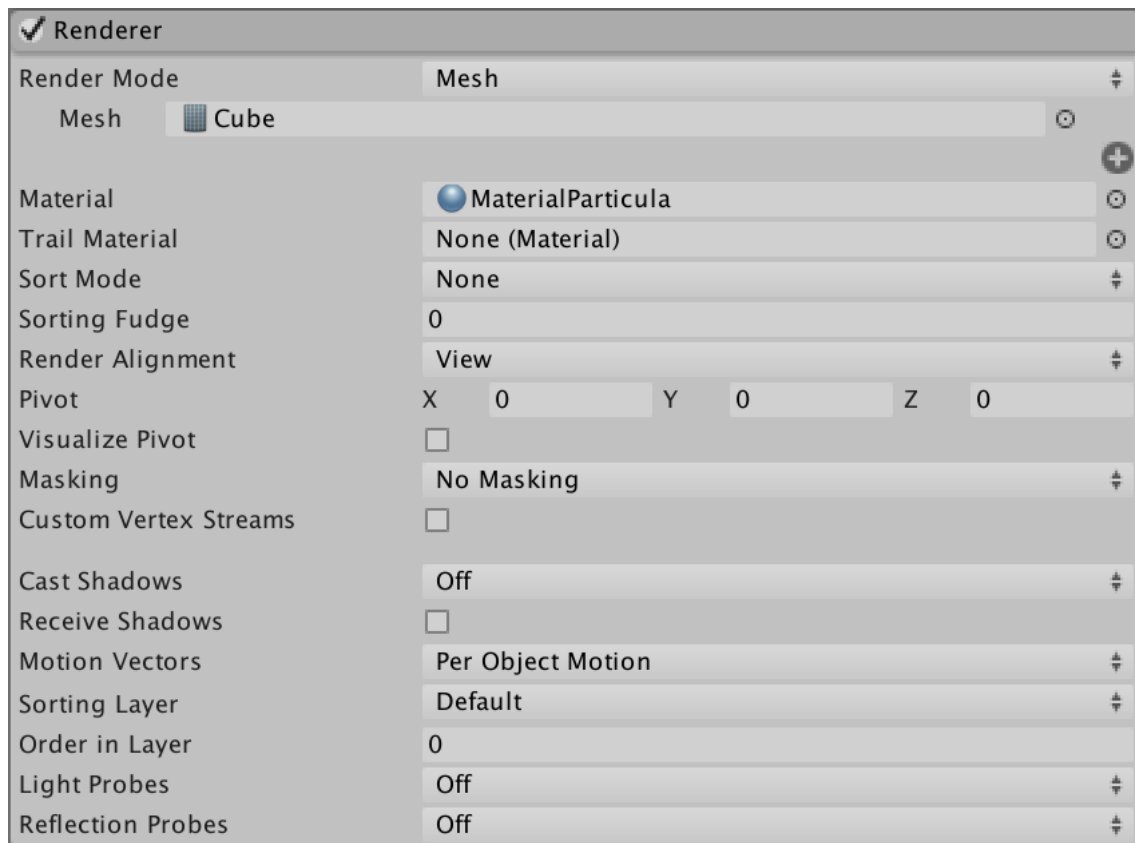 Renderer
Render Mode Mesh
Mesh Cube
Material MaterialParticula
Trail Material None (Material)
Sort Mode None
Sorting Fudge 0
Render Alignment View
Pivot X 0 Y 0 Z 0
Visualize Pivot
Masking No Masking
Custom Vertex Streams
Cast Shadows Off
Receive Shadows
Motion Vectors Per Object Motion
Sorting Layer Default
Order in Layer 0
Light Probes Off
Reflection Probes Off